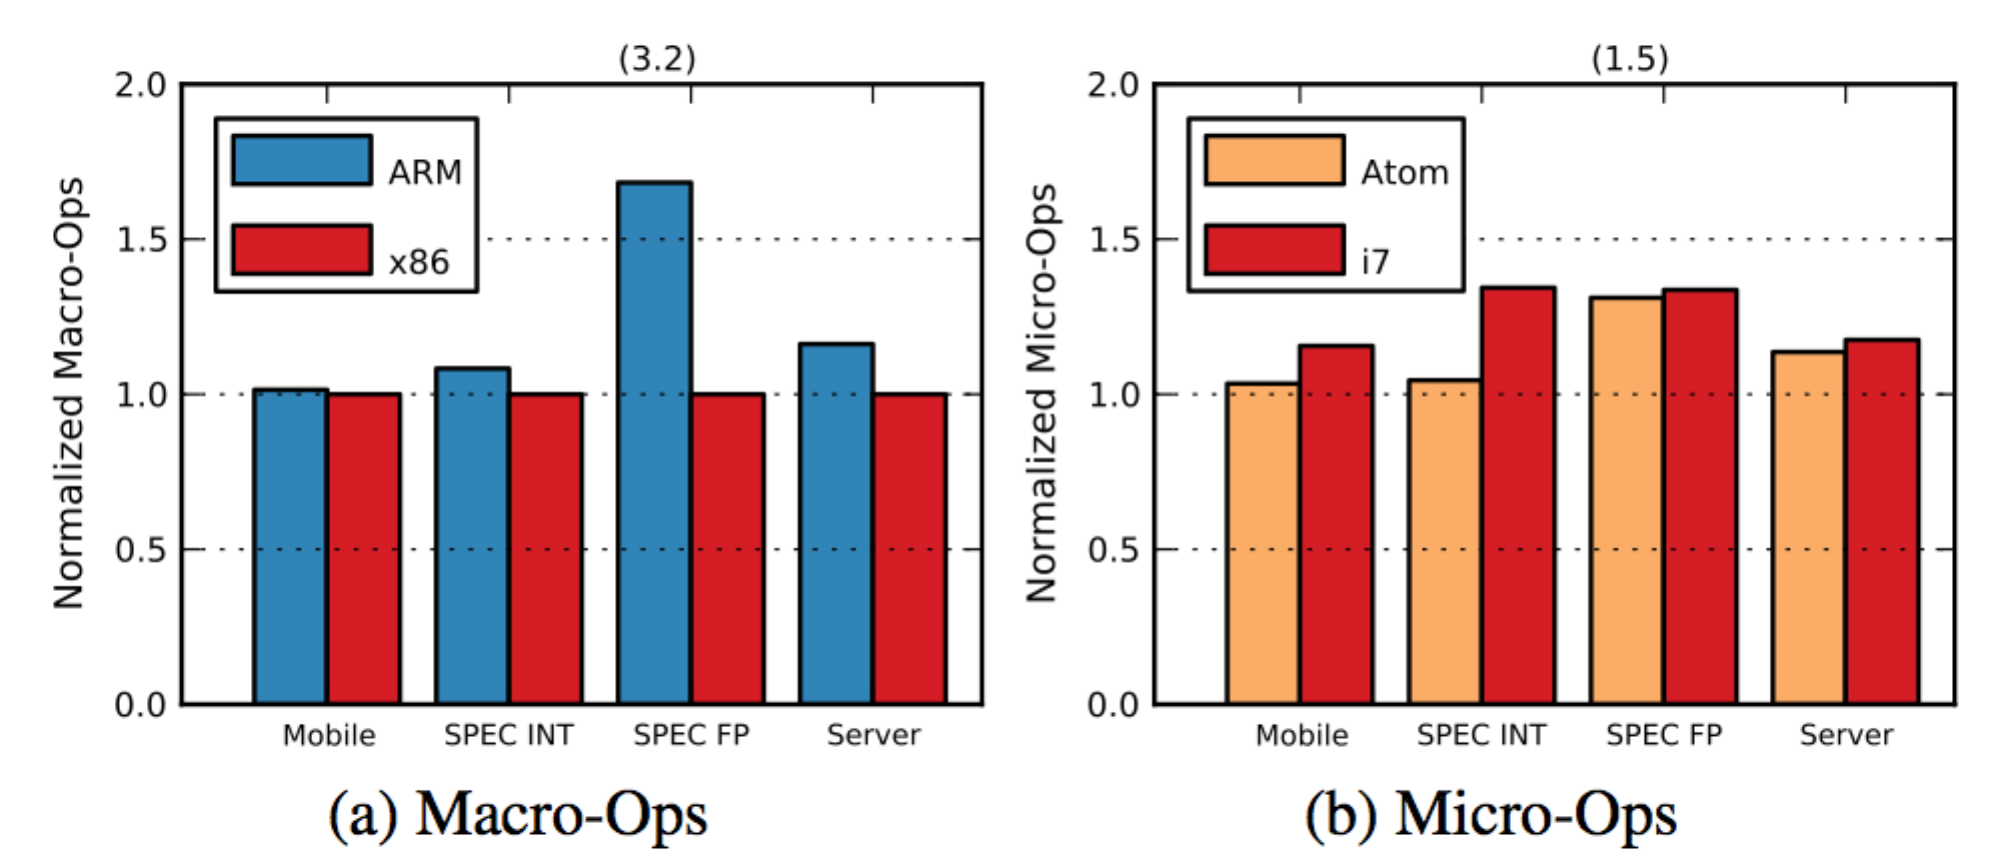 (3.2)
2.0
1.5
1.0
0.5
0.0
Normalized Macro-Ops
ARM
x86
Mobile SPEC INT SPEC FP Server
(a) Macro-Ops
(1.5)
2.0
1.5
1.0
0.5
0.0
Normalized Micro-Ops
Atom
i7
Mobile SPEC INT SPEC FP Server
(b) Micro-Ops